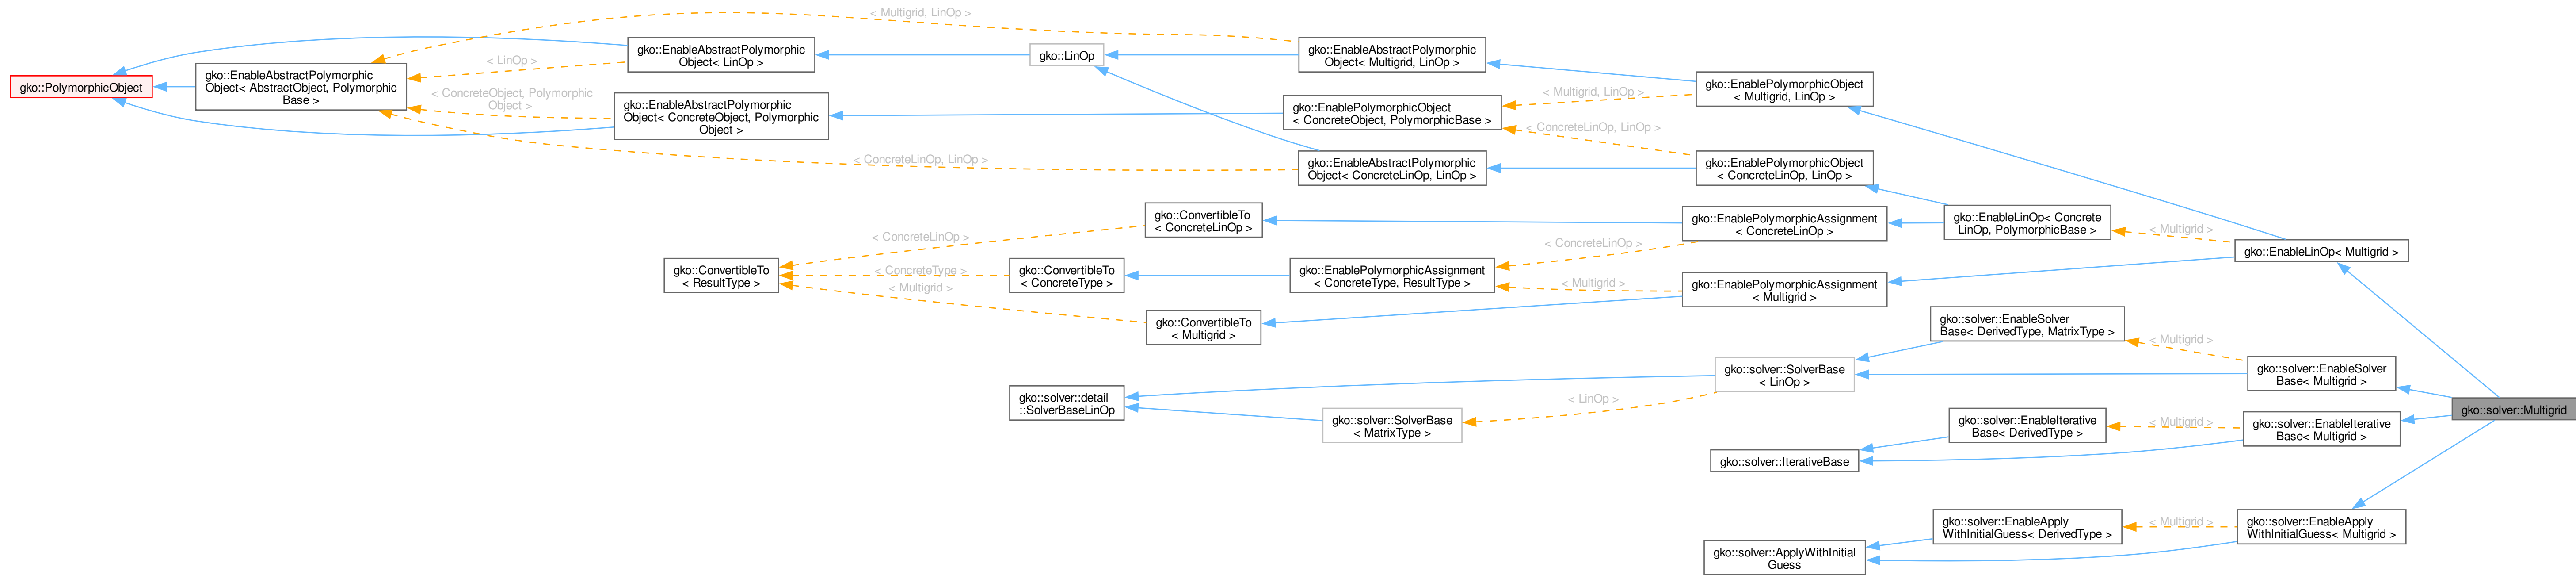 < Multigrid, LinOp >
gko::EnableAbstractPolymorphic
Object< LinOp >
gko::LinOp
gko::EnableAbstractPolymorphic
Object< Multigrid, LinOp >
< LinOp >
gko::PolymorphicObject
gko::EnableAbstractPolymorphic
Object< AbstractObject, Polymorphic
Base >
< ConcreteObject, Polymorphic
Object >
gko::EnableAbstractPolymorphic
Object< ConcreteObject, Polymorphic
Object >
gko::EnablePolymorphicObject
< ConcreteObject, PolymorphicBase >
< Multigrid, LinOp >
gko::EnablePolymorphicObject
< Multigrid, LinOp >
< ConcreteLinOp, LinOp >
< ConcreteLinOp, LinOp >
gko::EnableAbstractPolymorphic
Object< ConcreteLinOp, LinOp >
gko::EnablePolymorphicObject
< ConcreteLinOp, LinOp >
gko::ConvertibleTo
< ConcreteLinOp >
gko::EnablePolymorphicAssignment
< ConcreteLinOp >
gko::EnableLinOp< Concrete
LinOp, PolymorphicBase >
< Multigrid >
gko::EnableLinOp< Multigrid >
< ConcreteLinOp >
< ConcreteLinOp >
gko::ConvertibleTo
< ResultType >
< ConcreteType >
gko::ConvertibleTo
< ConcreteType >
gko::EnablePolymorphicAssignment
< ConcreteType, ResultType >
< Multigrid >
gko::EnablePolymorphicAssignment
< Multigrid >
< Multigrid >
gko::ConvertibleTo
< Multigrid >
gko::solver::EnableSolver
Base< DerivedType, MatrixType >
< Multigrid >
gko::solver::EnableSolver
Base< Multigrid >
gko::solver::SolverBase
< LinOp >
gko::solver::detail
::SolverBaseLinOp
< LinOp >
gko::solver::SolverBase
< MatrixType >
gko::solver::Multigrid
gko::solver::EnableIterative
Base< DerivedType >
< Multigrid >
gko::solver::EnableIterative
Base< Multigrid >
gko::solver::IterativeBase
gko::solver::EnableApply
WithInitialGuess< DerivedType >
< Multigrid >
gko::solver::EnableApply
WithInitialGuess< Multigrid >
gko::solver::ApplyWithInitial
Guess